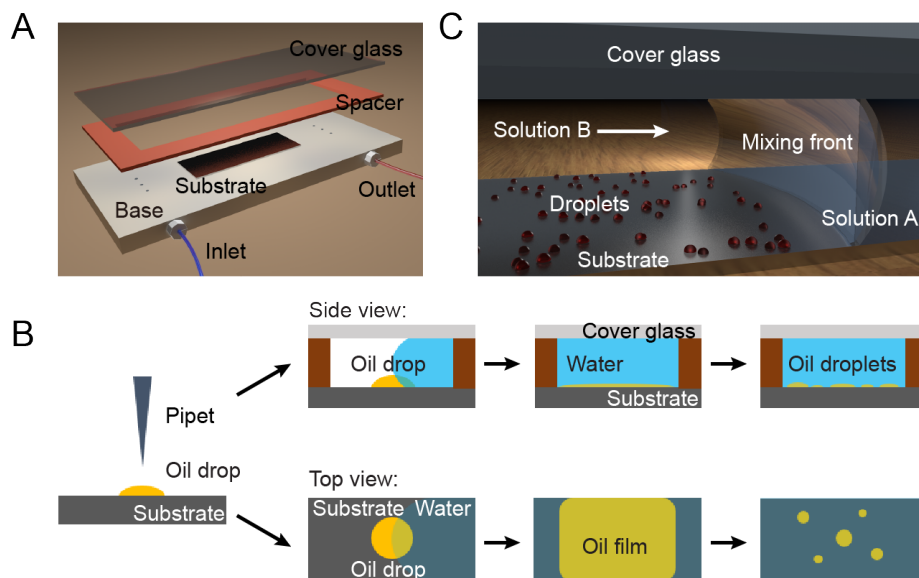 A
Cover glass
Spacer
Substrate
Base
Outlet
Inlet
C
Cover glass
Solution B
Mixing front
Droplets
Solution A
Substrate
B
Pipet
Oil drop
Substrate
Side view:
Oil drop
Cover glass
Water
Substrate
Oil droplets
Top view:
Substrate Water
Oil drop
Oil film